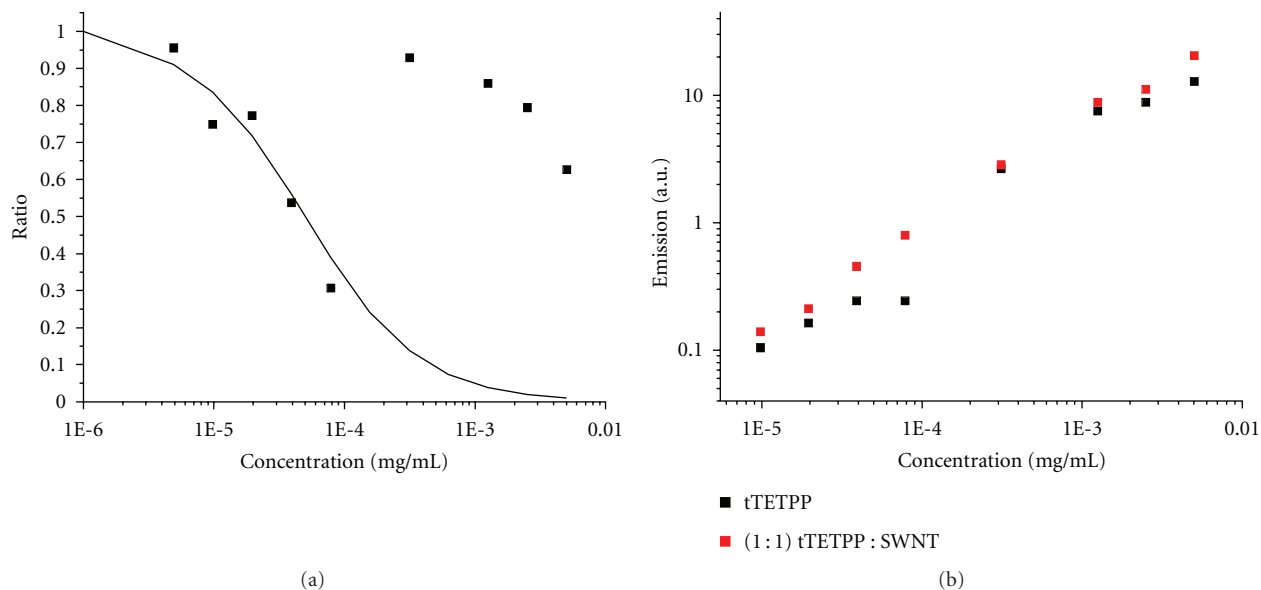 1
0.9
0.8
0.7
0.6
0.5
0.4
0.3
0.2
0.1
0
Ratio
1E-6 1E-5 1E-4 1E-3 0.01
Concentration (mg/mL)
(a)
10
1
0.1
Emission (a.u.)
1E-5 1E-4 1E-3 0.01
Concentration (mg/mL)
tTETPP
(1 : 1) tTETPP : SWNT
(b)